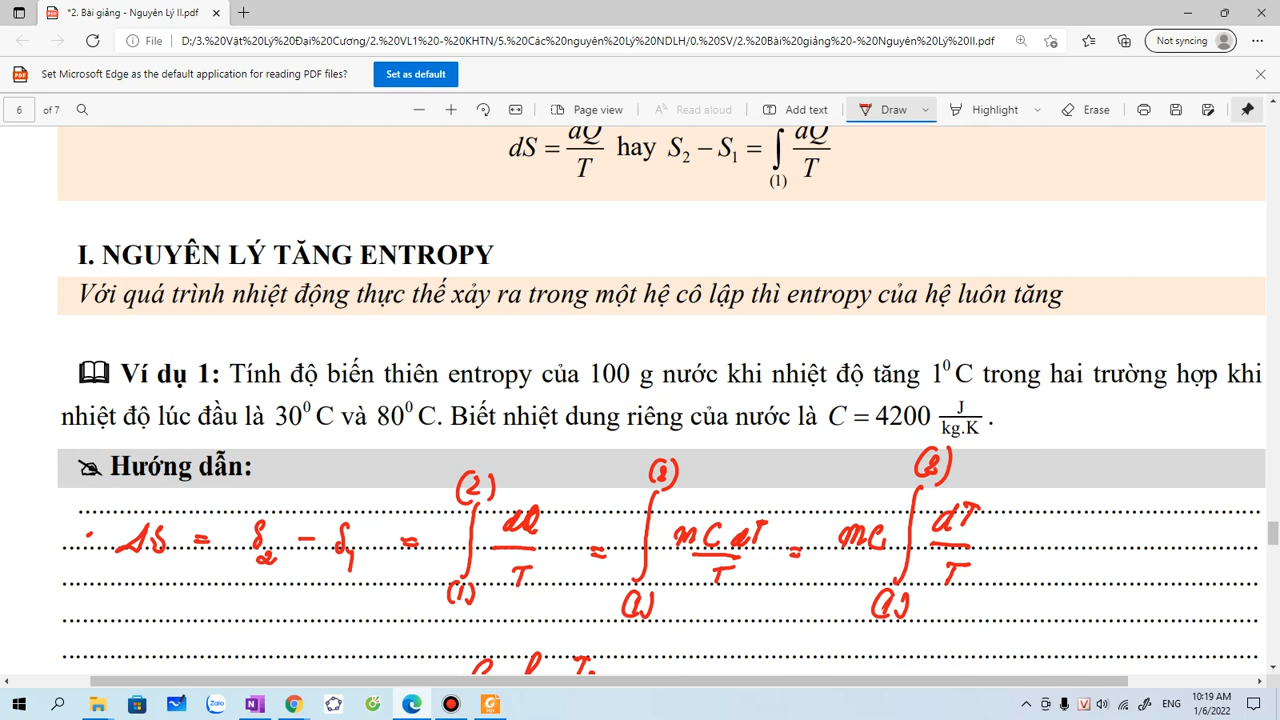 *2. Bài giảng - Nguyên Lý II.pdf
File D:/3.%20Vật%20Lý%20Đại%20Cương/2.%20VL1%20-%20KHTN/5.%20Các%20nguyên%20Lý%20NDLH/0.%20SV/2.%20Bài%20giảng%20-%20Nguyên%20Lý%20II.pdf
Not syncing
Set Microsoft Edge as the default application for reading PDF files? Set as default
6 of 7 Page view Read aloud Add text Draw Highlight Erase
dS = dQ/T hay S₂ − S₁ = ∫₍₁₎ dQ/T
I. NGUYÊN LÝ TĂNG ENTROPY
Với quá trình nhiệt động thực thế xảy ra trong một hệ cô lập thì entropy của hệ luôn tăng
Ví dụ 1: Tính độ biến thiên entropy của 100 g nước khi nhiệt độ tăng 1⁰C trong hai trường hợp khi
nhiệt độ lúc đầu là 30⁰C và 80⁰C. Biết nhiệt dung riêng của nước là C = 4200 J/kg.K .
Hướng dẫn:
ΔS = S₂ − S₁ = ∫₍₁₎⁽²⁾ dQ/T = ∫₍₁₎⁽²⁾ mCdT/T = mC ∫₍₁₎⁽²⁾ dT/T
Zalo
ENG
10:19 AM
1/6/2022